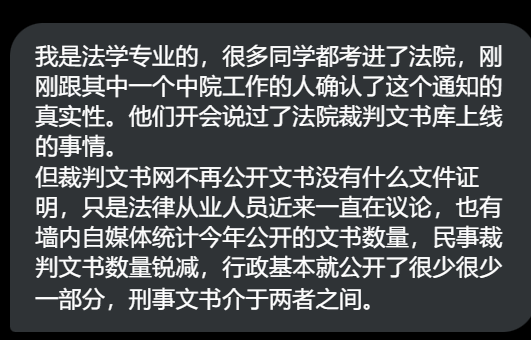 我是法学专业的，很多同学都考进了法院，刚
刚跟其中一个中院工作的人确认了这个通知的
真实性。他们开会说过了法院裁判文书库上线
的事情。
但裁判文书网不再公开文书没有什么文件证
明，只是法律从业人员近来一直在议论，也有
墙内自媒体统计今年公开的文书数量，民事裁
判文书数量锐减，行政基本就公开了很少很少
一部分，刑事文书介于两者之间。